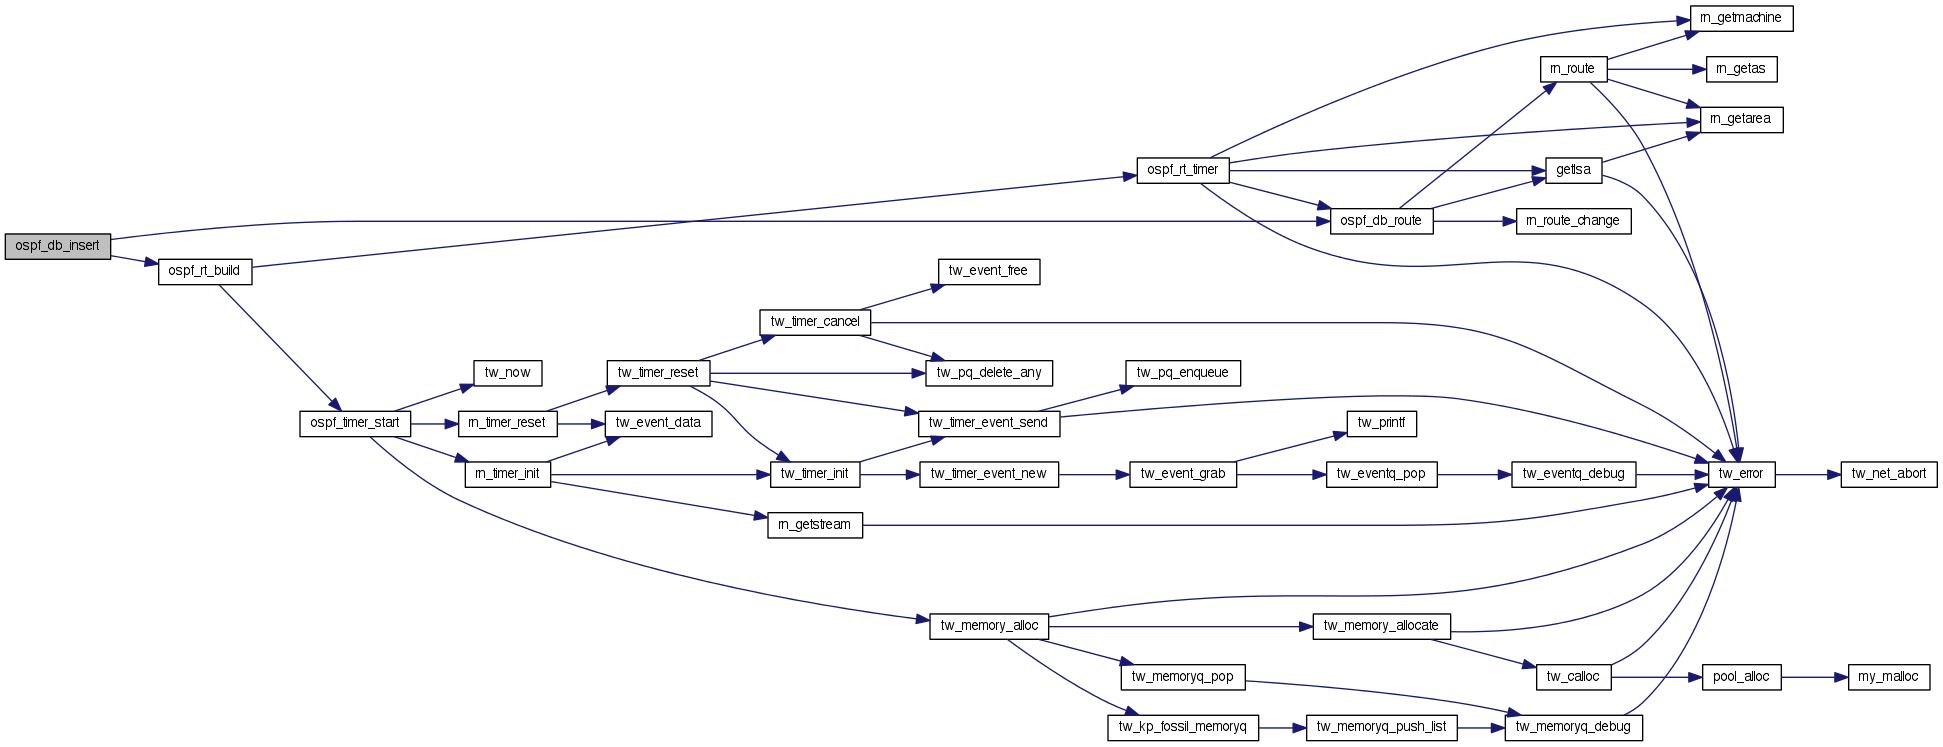 rn_getmachine
rn_route
rn_getas
rn_getarea
ospf_rt_timer
getlsa
ospf_db_route
rn_route_change
ospf_db_insert
ospf_rt_build
tw_event_free
tw_timer_cancel
tw_now
tw_timer_reset
tw_pq_delete_any
tw_pq_enqueue
ospf_timer_start
rn_timer_reset
tw_event_data
tw_timer_event_send
tw_printf
rn_timer_init
tw_timer_init
tw_timer_event_new
tw_event_grab
tw_eventq_pop
tw_eventq_debug
tw_error
tw_net_abort
rn_getstream
tw_memory_alloc
tw_memory_allocate
tw_memoryq_pop
tw_calloc
pool_alloc
my_malloc
tw_kp_fossil_memoryq
tw_memoryq_push_list
tw_memoryq_debug